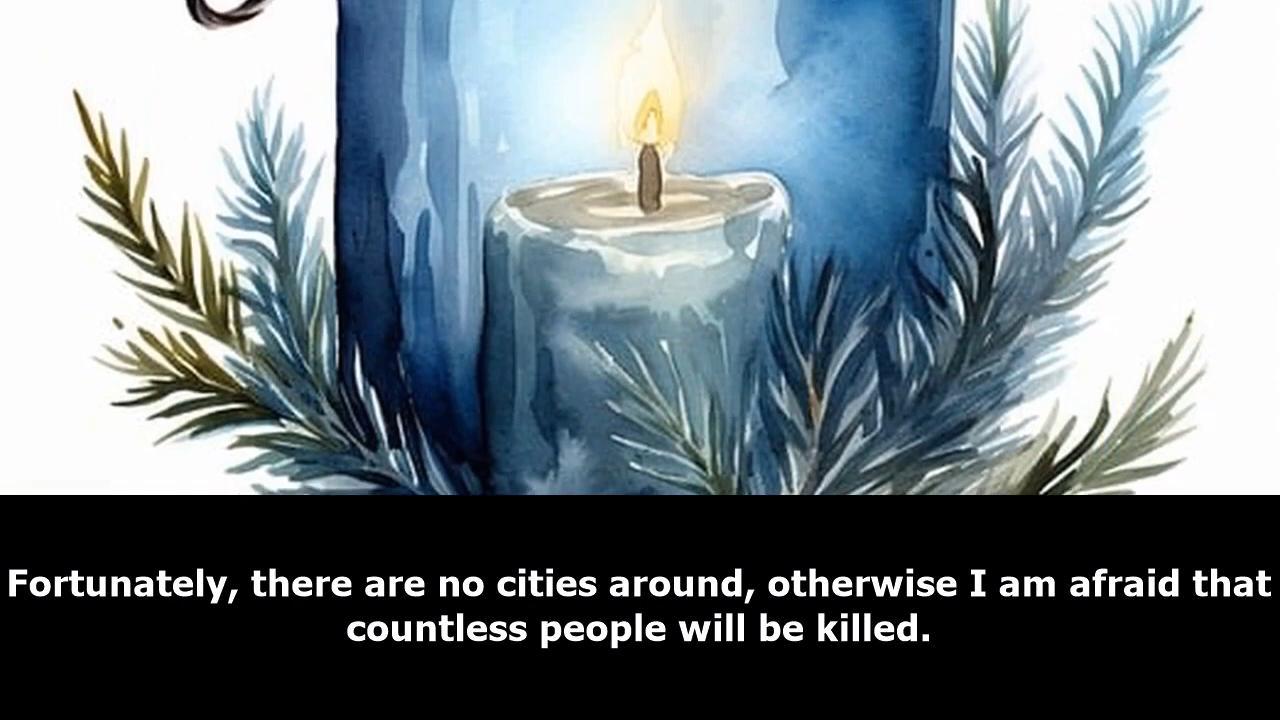 Fortunately, there are no cities around, otherwise I am afraid that
countless people will be killed.